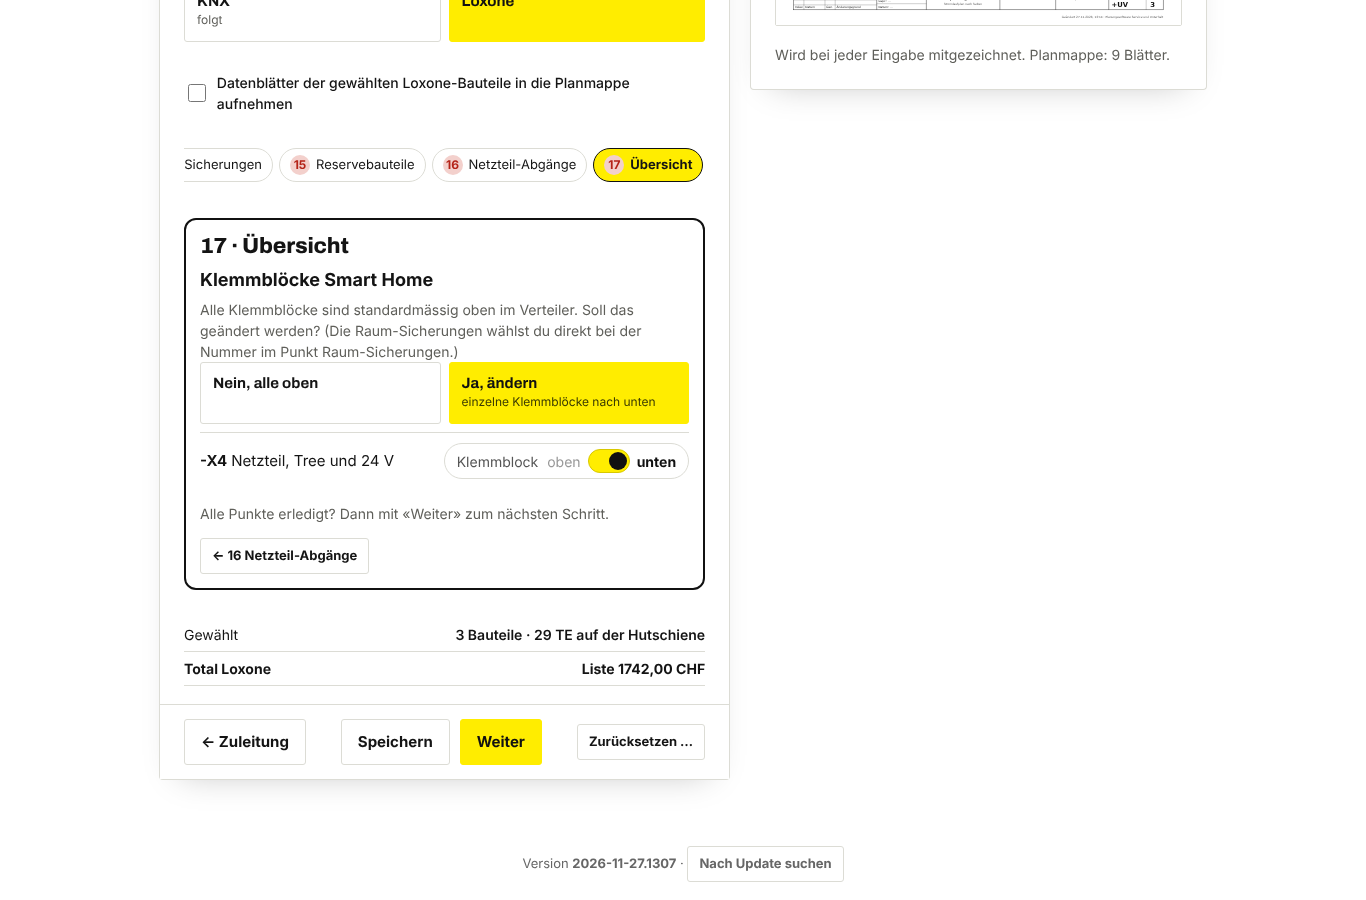 KNX
folgt
Loxone
Datenblätter der gewählten Loxone-Bauteile in die Planmappe
aufnehmen
Sicherungen
15 Reservebauteile
16 Netzteil-Abgänge
17 Übersicht
17 · Übersicht
Klemmblöcke Smart Home
Alle Klemmblöcke sind standardmässig oben im Verteiler. Soll das
geändert werden? (Die Raum-Sicherungen wählst du direkt bei der
Nummer im Punkt Raum-Sicherungen.)
Nein, alle oben
Ja, ändern
einzelne Klemmblöcke nach unten
-X4 Netzteil, Tree und 24 V
Klemmblock oben unten
Alle Punkte erledigt? Dann mit «Weiter» zum nächsten Schritt.
← 16 Netzteil-Abgänge
Gewählt
3 Bauteile · 29 TE auf der Hutschiene
Total Loxone
Liste 1742,00 CHF
← Zuleitung
Speichern
Weiter
Zurücksetzen ...
+UV
3
Wird bei jeder Eingabe mitgezeichnet. Planmappe: 9 Blätter.
Version 2026-11-27.1307 ·
Nach Update suchen